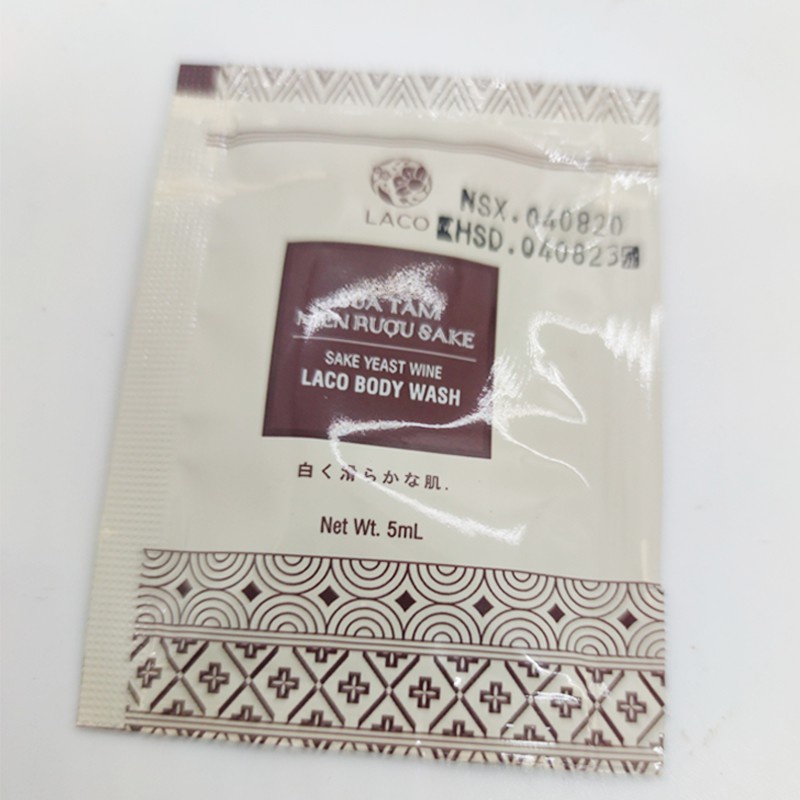 LACO
NSX.040820
HSD.040823
SỮA TẮM
MEN RƯỢU SAKE
SAKE YEAST WINE
LACO BODY WASH
白く滑らかな肌.
Net Wt. 5mL